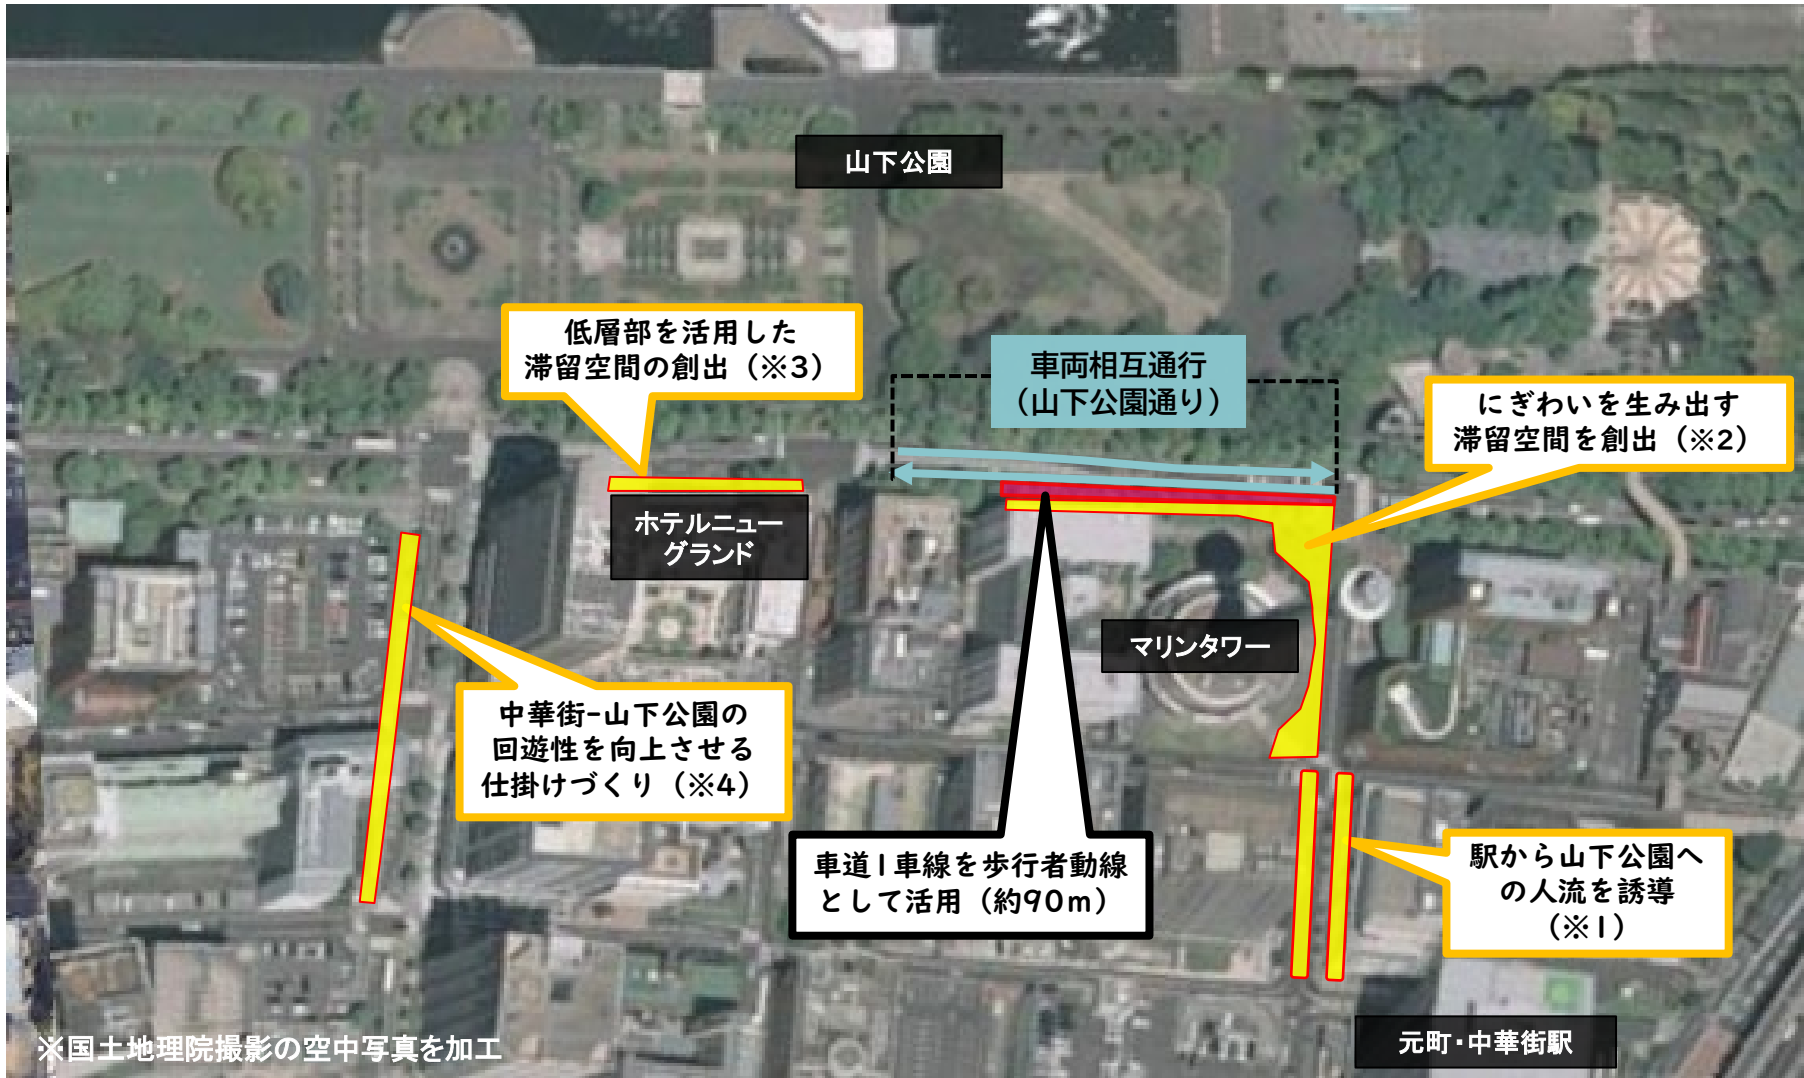 山下公園
低層部を活用した
滞留空間の創出（※3）
車両相互通行
（山下公園通り）
にぎわいを生み出す
滞留空間を創出（※2）
ホテルニュー
グランド
マリンタワー
中華街-山下公園の
回遊性を向上させる
仕掛けづくり（※4）
車道1車線を歩行者動線
として活用（約90m）
駅から山下公園へ
の人流を誘導
（※1）
元町・中華街駅
※国土地理院撮影の空中写真を加工